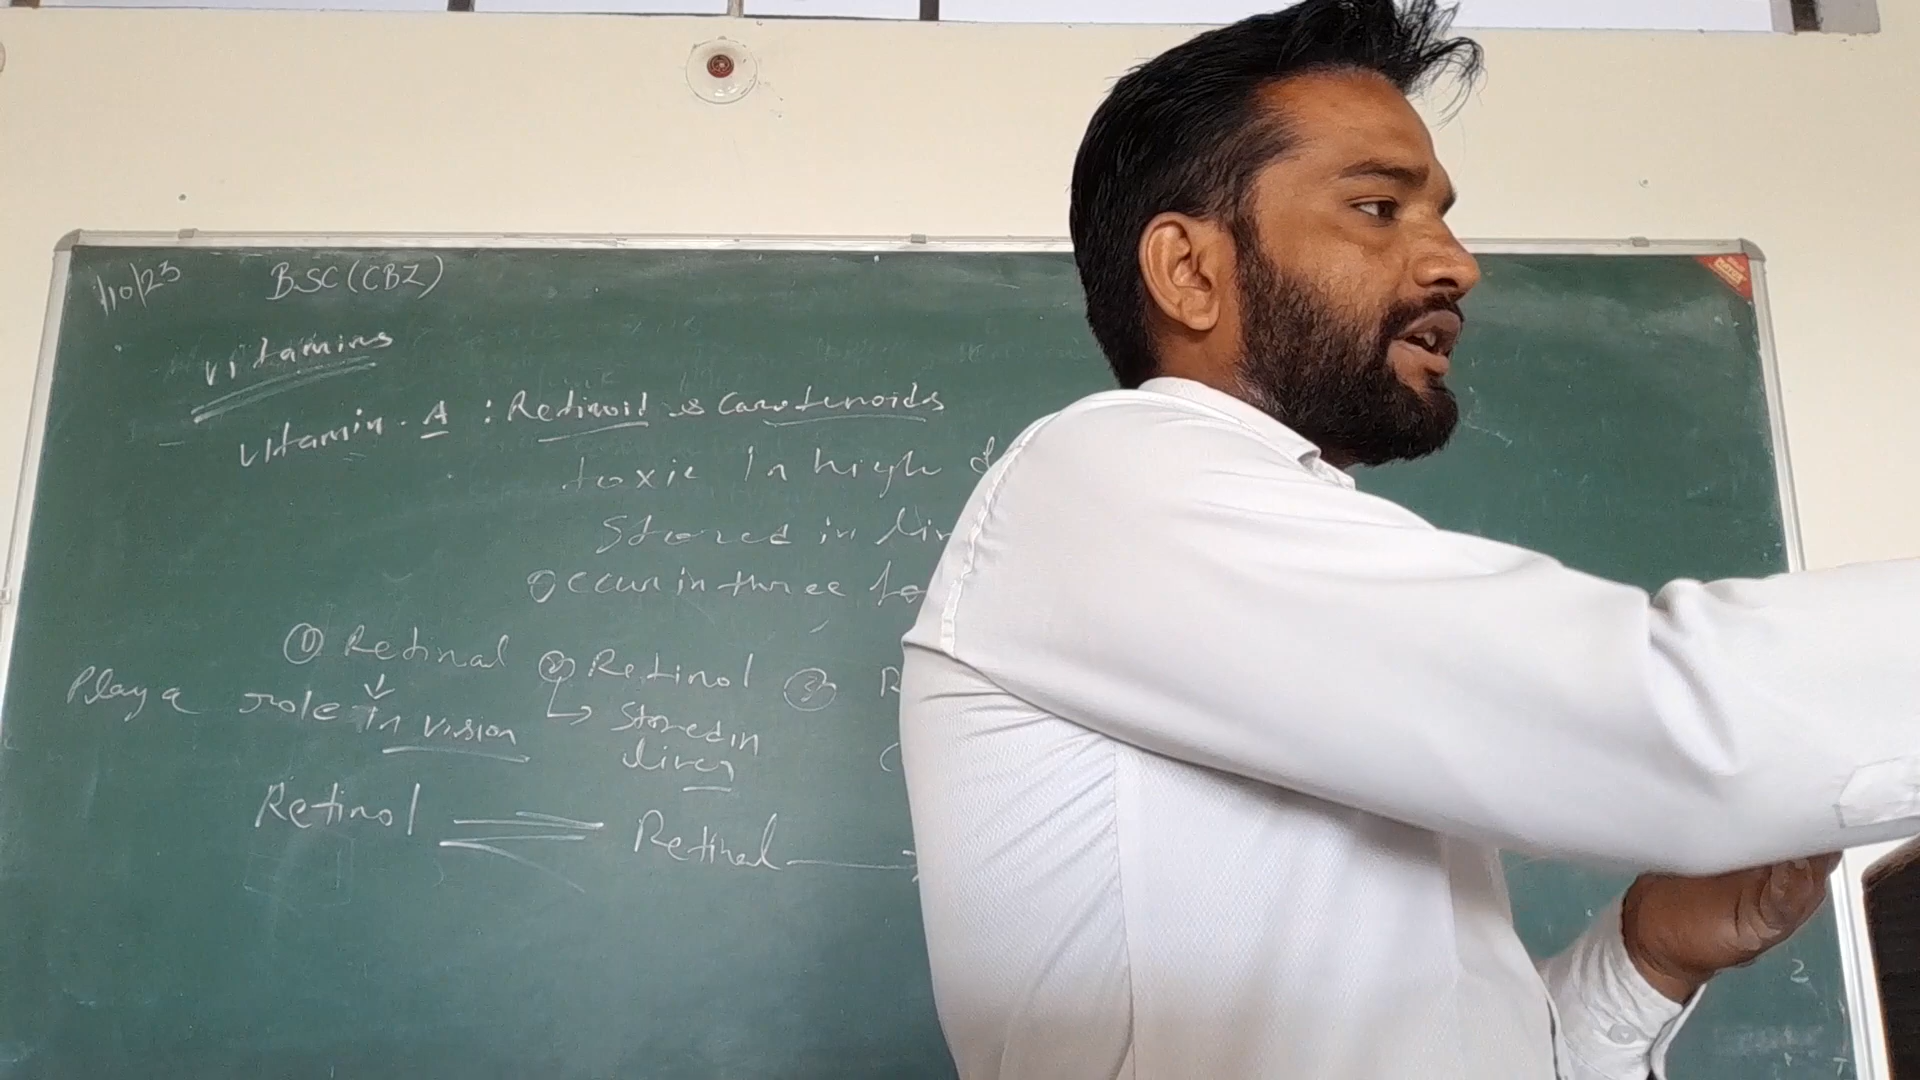 1/10/23 BSC (CBZ)
Vitamins
Vitamin. A : Retinoid & Carotenoids
toxic in high
Stored in
Occur in three
① Retinal ② Retinol ③
Play a role in vision
Stored in
liver
Retinol Retinal